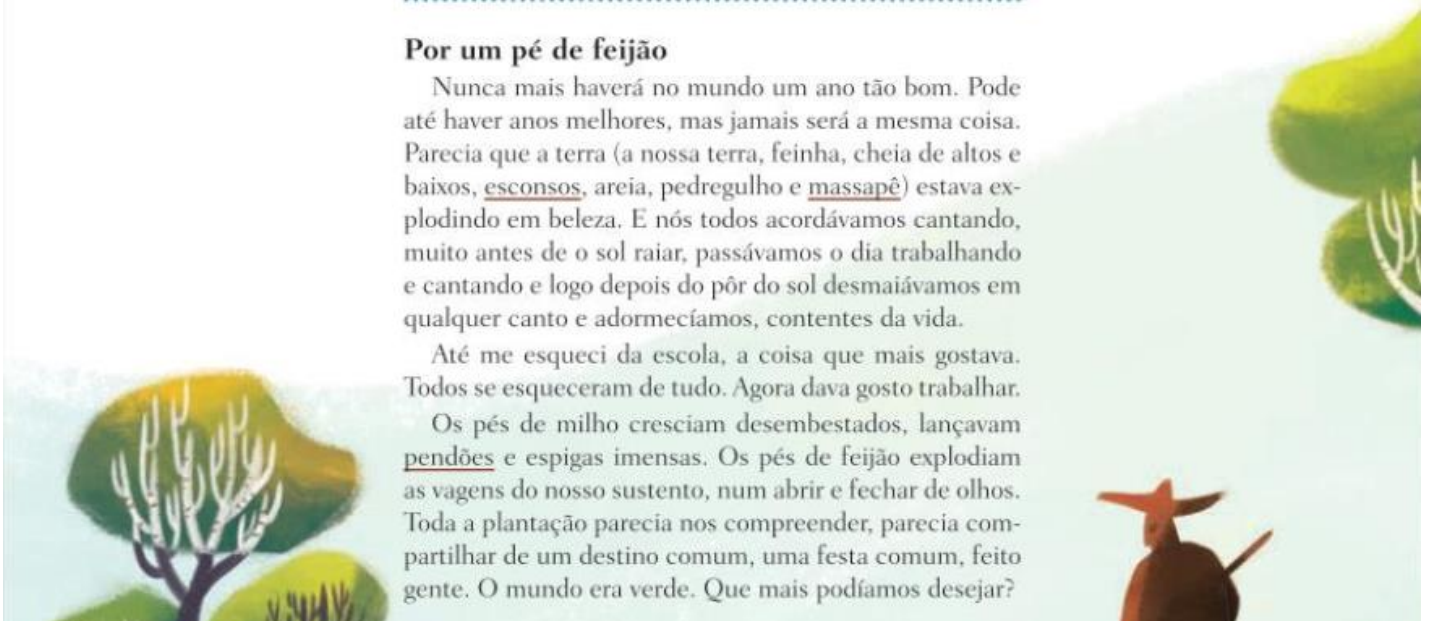 Por um pé de feijão
Nunca mais haverá no mundo um ano tão bom. Pode
até haver anos melhores, mas jamais será a mesma coisa.
Parecia que a terra (a nossa terra, feinha, cheia de altos e
baixos, esconsos, areia, pedregulho e massapê) estava ex-
plodindo em beleza. E nós todos acordávamos cantando,
muito antes de o sol raiar, passávamos o dia trabalhando
e cantando e logo depois do pôr do sol desmaiávamos em
qualquer canto e adormecíamos, contentes da vida.
Até me esqueci da escola, a coisa que mais gostava.
Todos se esqueceram de tudo. Agora dava gosto trabalhar.
Os pés de milho cresciam desembestados, lançavam
pendões e espigas imensas. Os pés de feijão explodiam
as vagens do nosso sustento, num abrir e fechar de olhos.
Toda a plantação parecia nos compreender, parecia com-
partilhar de um destino comum, uma festa comum, feito
gente. O mundo era verde. Que mais podíamos desejar?